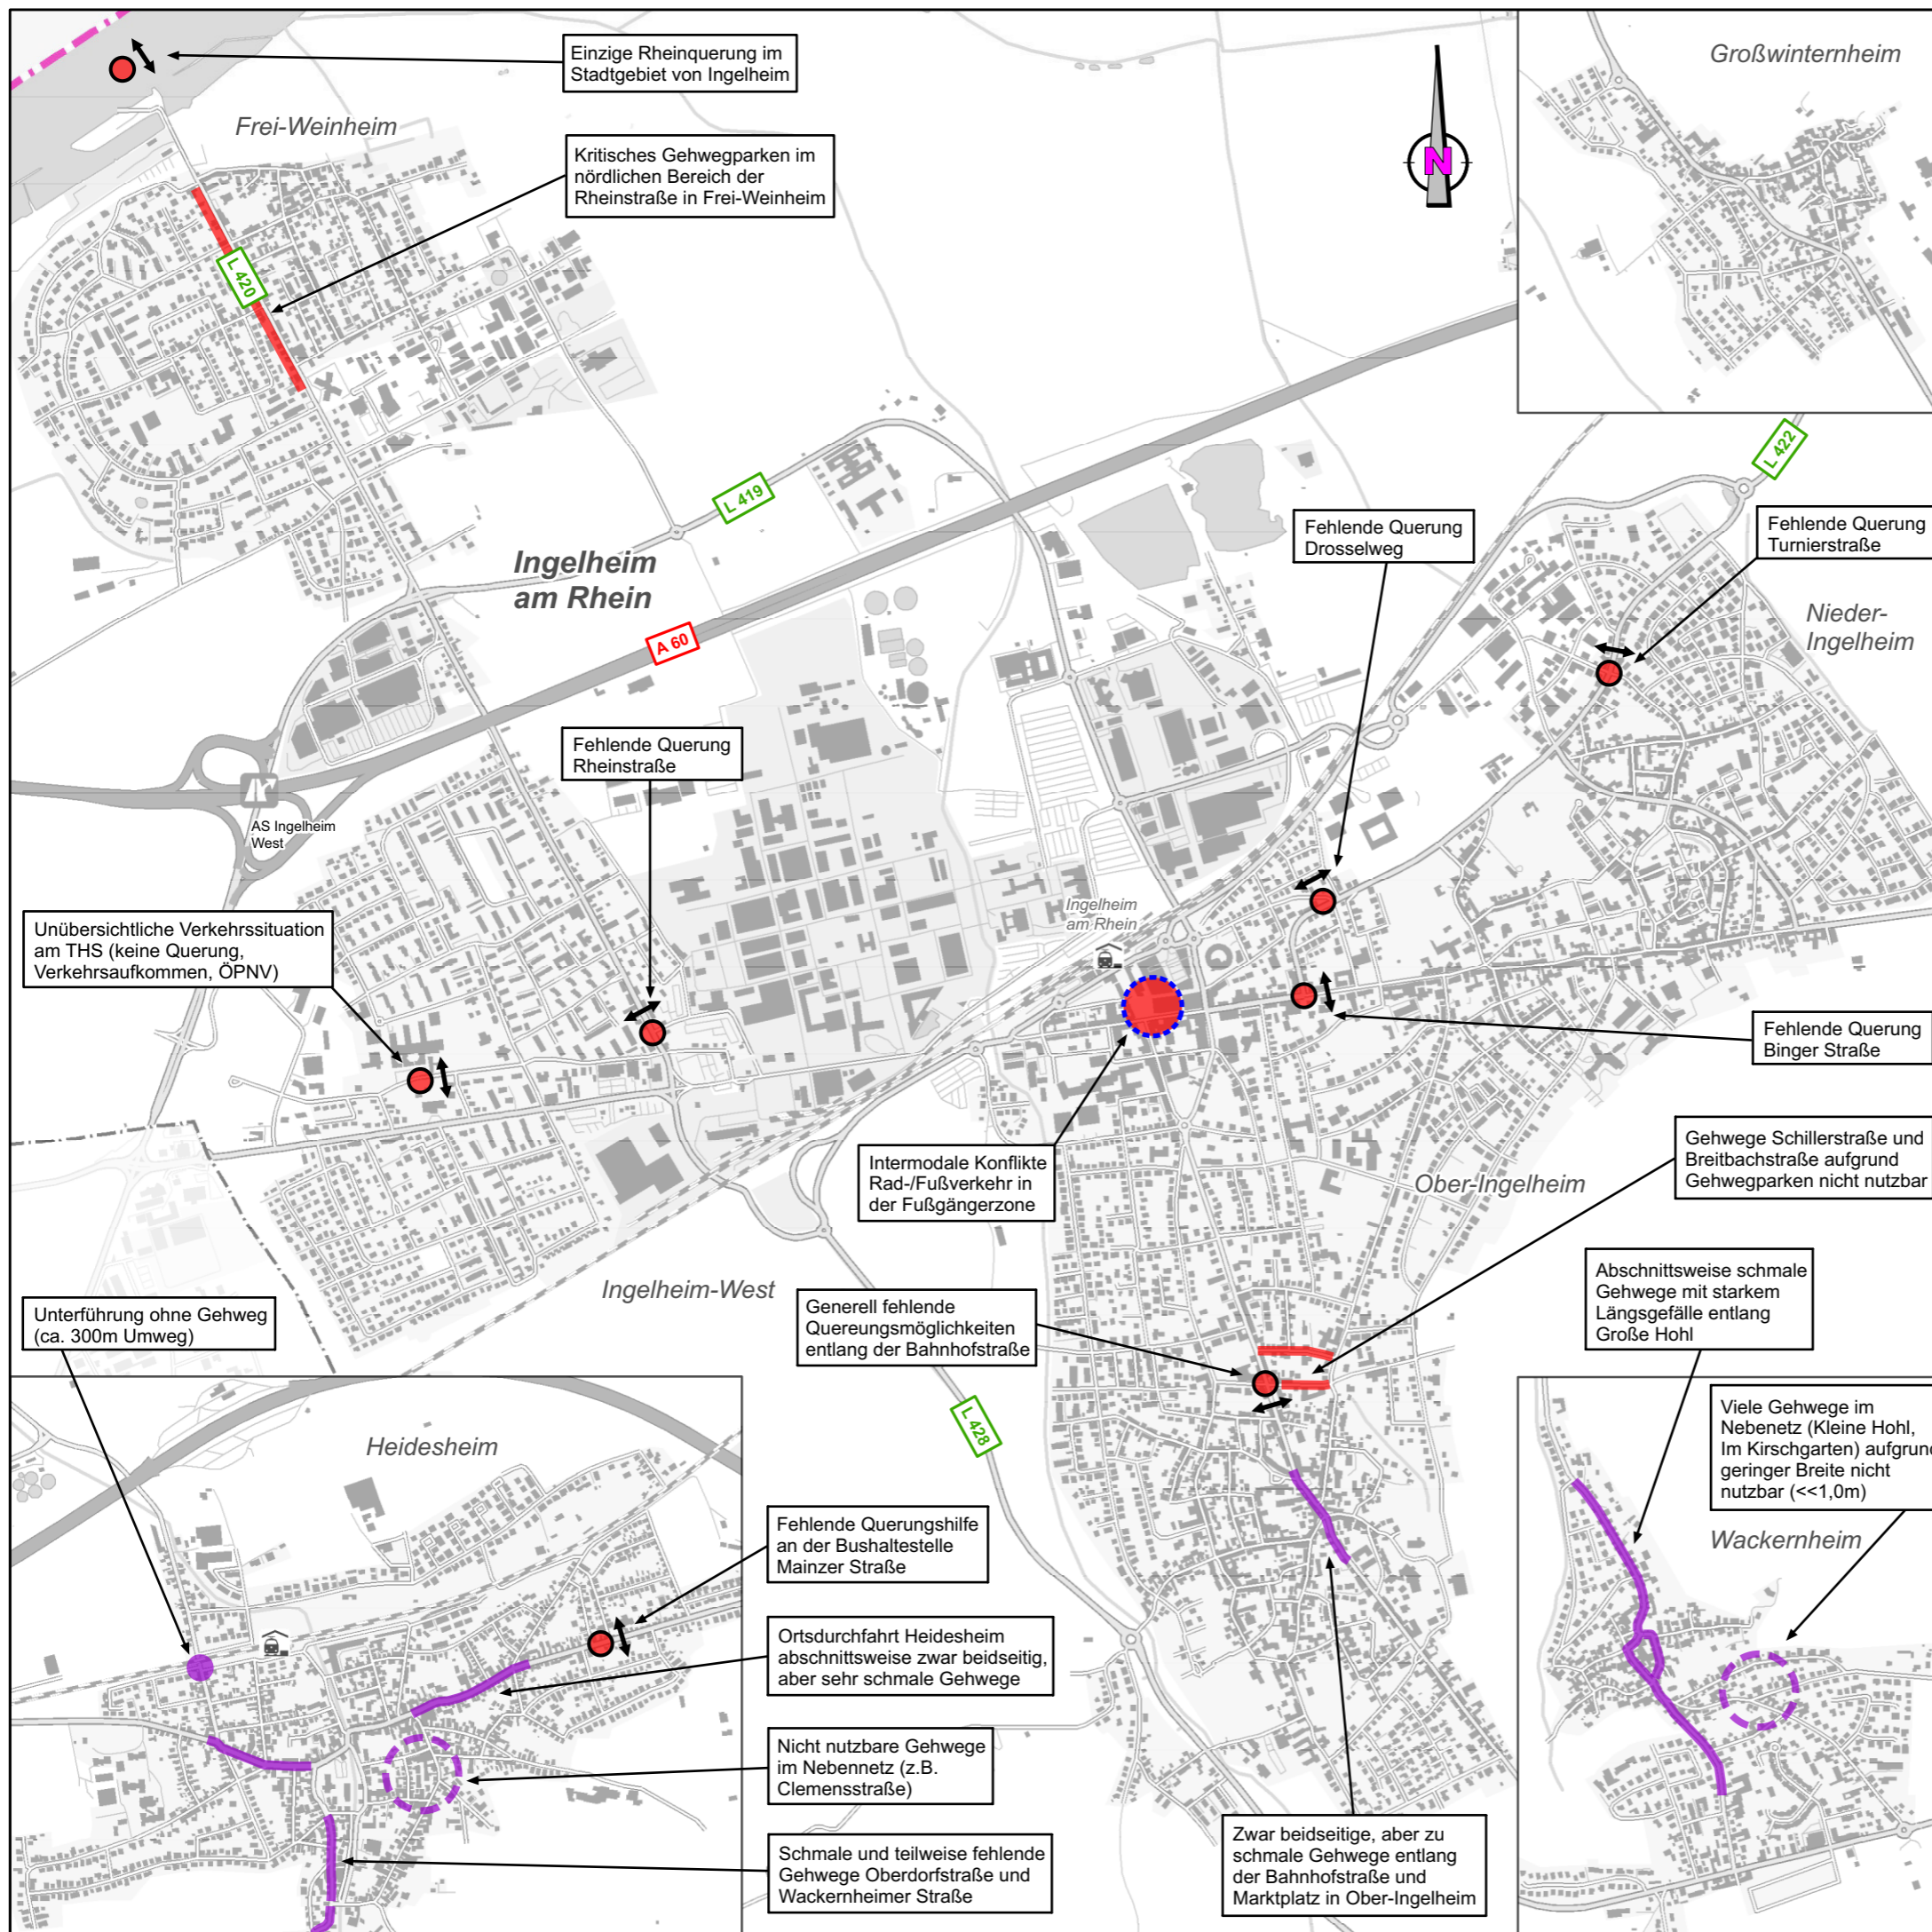 Einzige Rheinquerung im
Stadtgebiet von Ingelheim
Großwinternheim
Frei-Weinheim
Kritisches Gehwegparken im
nördlichen Bereich der
Rheinstraße in Frei-Weinheim
N
L 420
L 422
L 419
Fehlende Querung
Drosselweg
Fehlende Querung
Turnierstraße
Ingelheim
am Rhein
A 60
Nieder-
Ingelheim
Fehlende Querung
Rheinstraße
AS Ingelheim
West
Ingelheim
am Rhein
Unübersichtliche Verkehrssituation
am THS (keine Querung,
Verkehrsaufkommen, ÖPNV)
Fehlende Querung
Binger Straße
Intermodale Konflikte
Rad-/Fußverkehr in
der Fußgängerzone
Gehwege Schillerstraße und
Breitbachstraße aufgrund
Gehwegparken nicht nutzbar
Ober-Ingelheim
Ingelheim-West
Abschnittsweise schmale
Gehwege mit starkem
Längsgefälle entlang
Große Hohl
Unterführung ohne Gehweg
(ca. 300m Umweg)
Generell fehlende
Quereungsmöglichkeiten
entlang der Bahnhofstraße
L 428
Viele Gehwege im
Nebenetz (Kleine Hohl,
Im Kirschgarten) aufgrund
geringer Breite nicht
nutzbar (<<1,0m)
Heidesheim
Wackernheim
Fehlende Querungshilfe
an der Bushaltestelle
Mainzer Straße
Ortsdurchfahrt Heidesheim
abschnittsweise zwar beidseitig,
aber sehr schmale Gehwege
Nicht nutzbare Gehwege
im Nebennetz (z.B.
Clemensstraße)
Schmale und teilweise fehlende
Gehwege Oberdorfstraße und
Wackernheimer Straße
Zwar beidseitige, aber zu
schmale Gehwege entlang
der Bahnhofstraße und
Marktplatz in Ober-Ingelheim